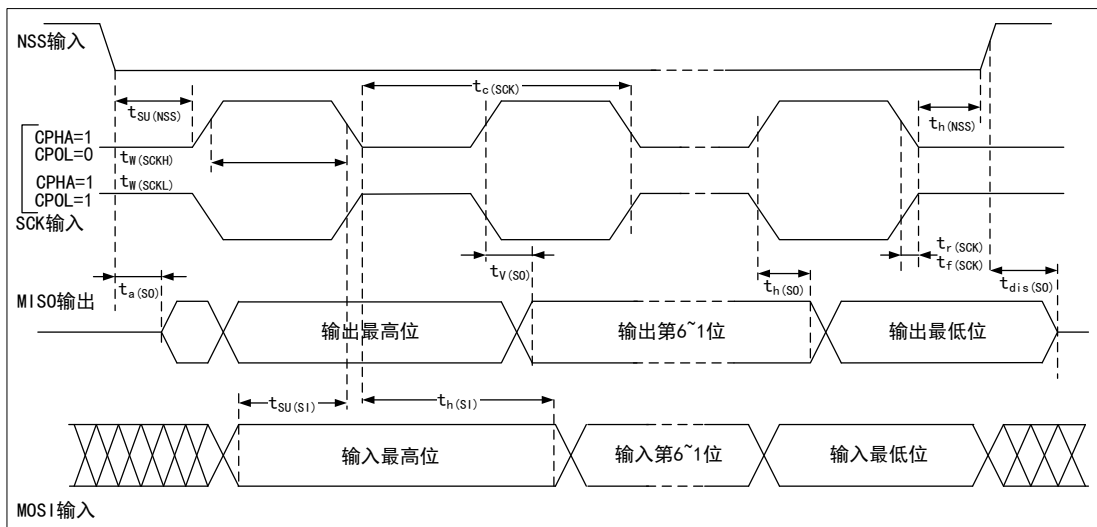 NSS输入
tc(SCK)
tSU(NSS)
th(NSS)
CPHA=1
CPOL=0
tW(SCKH)
CPHA=1
tW(SCKL)
CPOL=1
SCK输入
tr(SCK)
tV(SO)
tf(SCK)
ta(SO)
th(SO)
tdis(SO)
MISO输出
输出最高位
输出第6~1位
输出最低位
tSU(SI)
th(SI)
输入最高位
输入第6~1位
输入最低位
MOSI输入